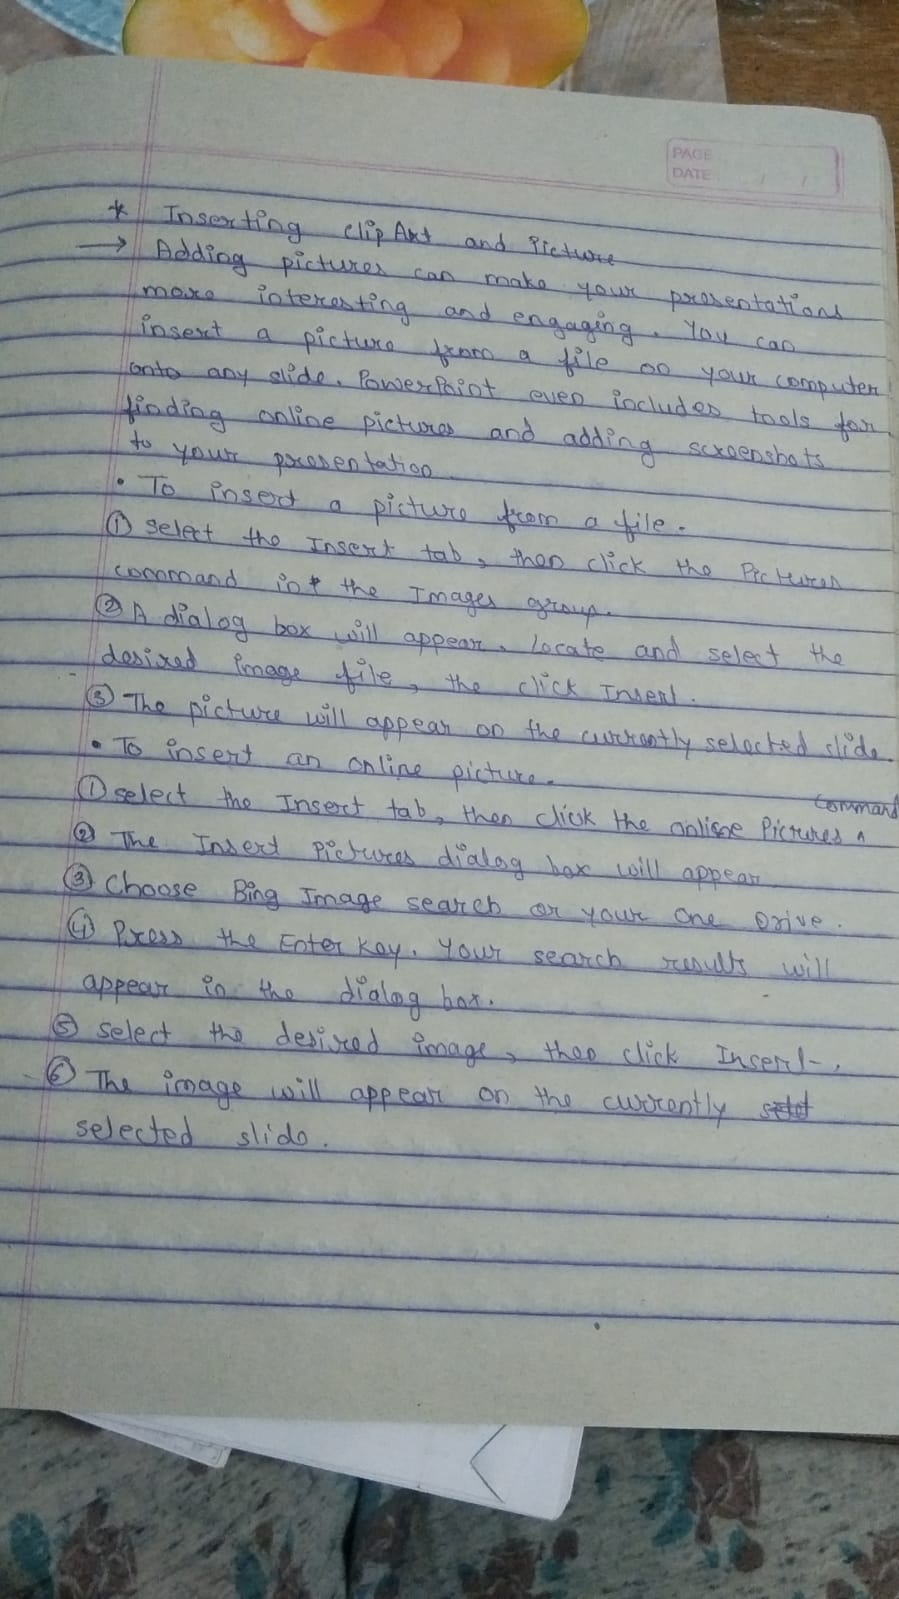 PAGE
DATE / /
* Inserting clipArt and Picture
→ Adding pictures can make your presentations
more interesting and engaging. You can
insert a picture from a file on your computer
onto any slide. PowerPoint even includes tools for
finding online pictures and adding screenshots
to your presentation
• To insert a picture from a file.
① select the Insert tab, then click the Pictures
command in the Images group.
② A dialog box will appear. Locate and select the
desired image file, the click Insert.
③ The picture will appear on the currently selected slide.
• To insert an online picture.
① select the Insert tab, then click the online Pictures ^ command
② The Insert Pictures dialog box will appear
③ Choose Bing Image search or your One Drive.
④ Press the Enter key. Your search results will
appear in the dialog box.
⑤ select the desired image, then click Insert.
⑥ The image will appear on the currently
selected slide.